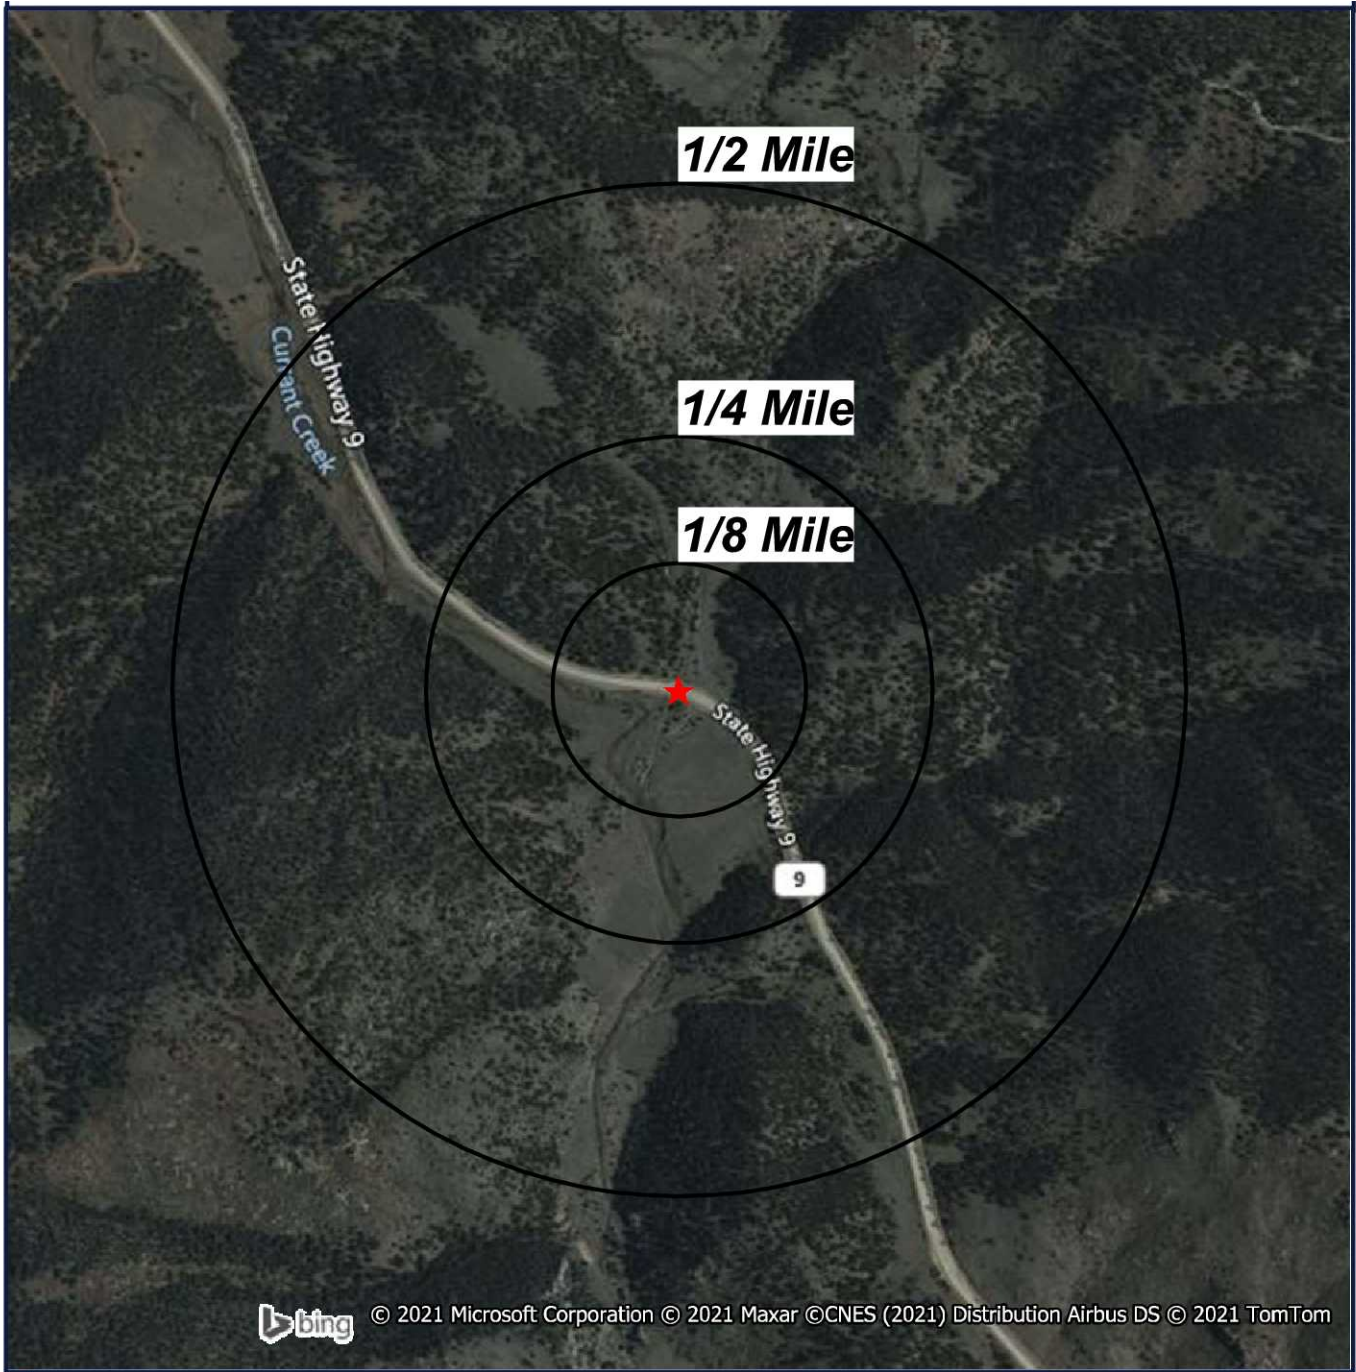 1/2 Mile
State Highway 9
Currant Creek
1/4 Mile
1/8 Mile
State Highway 9
9
bing © 2021 Microsoft Corporation © 2021 Maxar ©CNES (2021) Distribution Airbus DS © 2021 TomTom